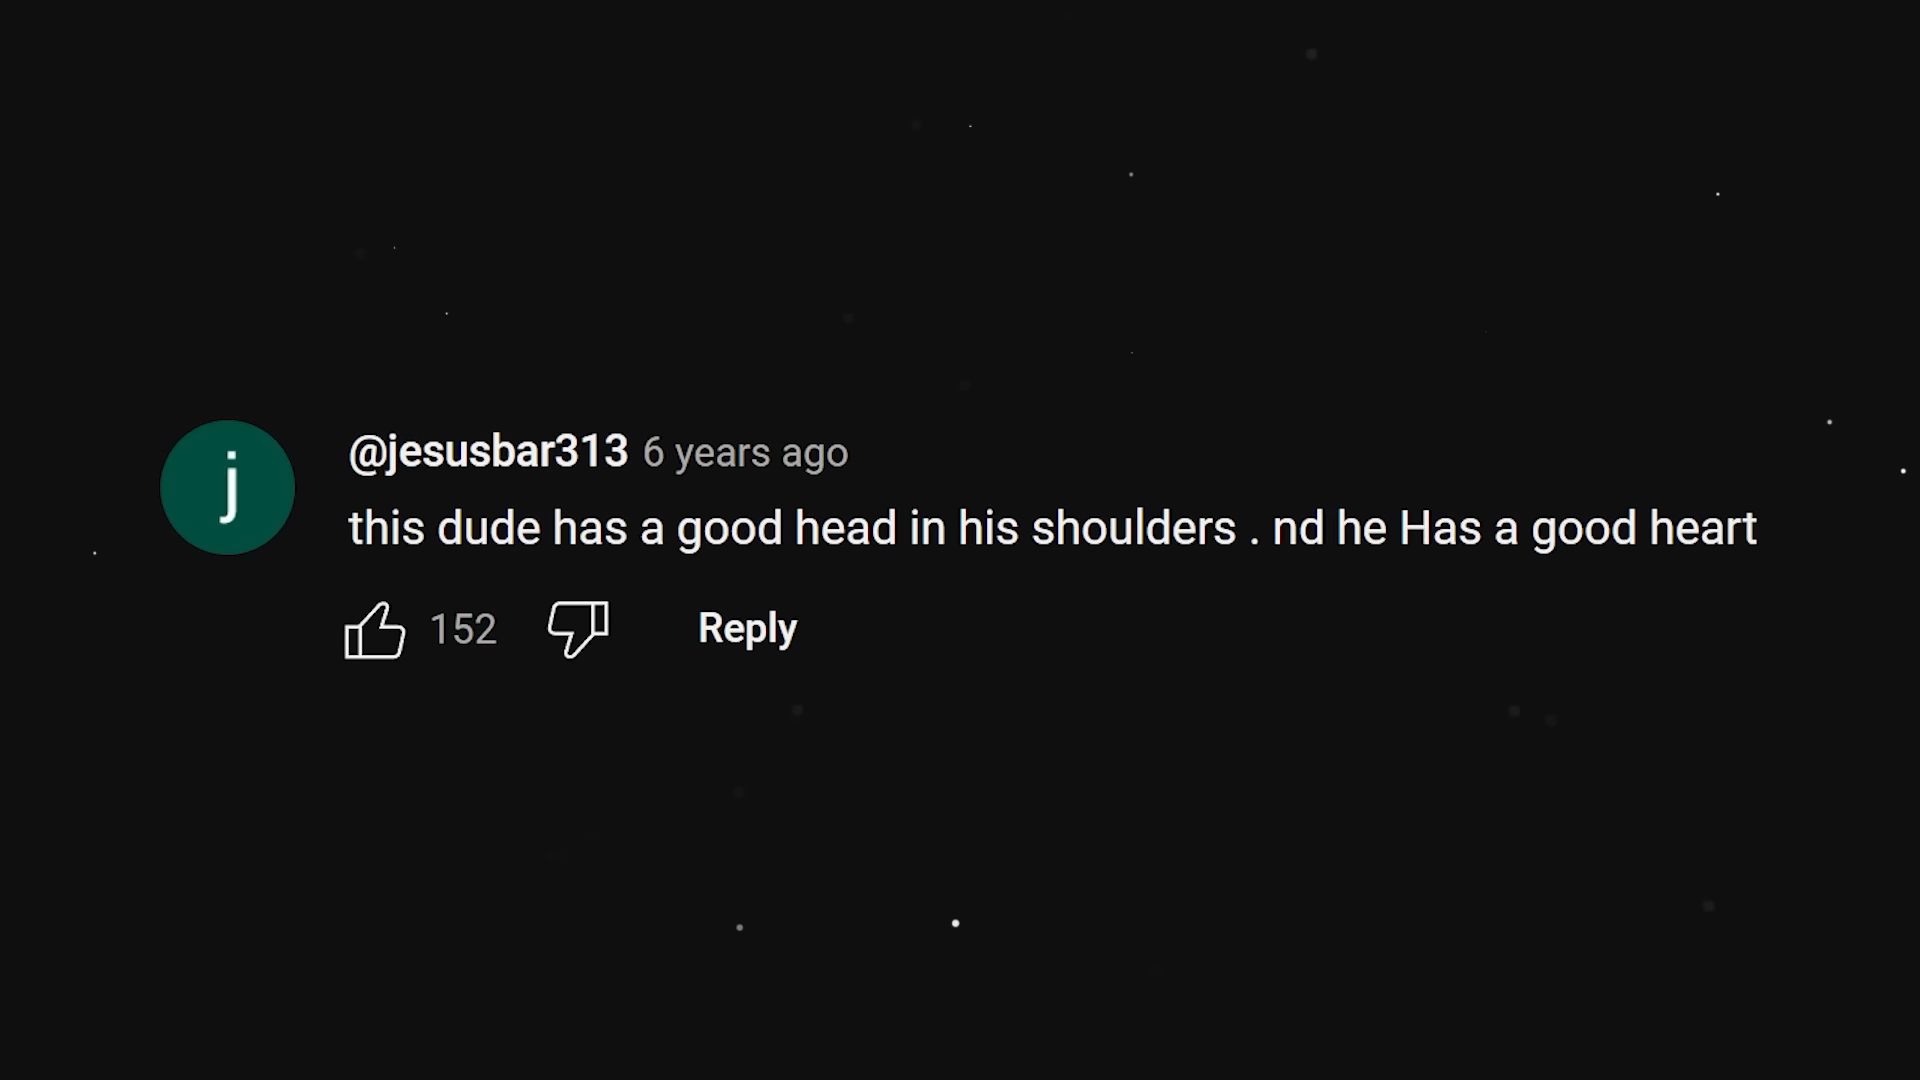 j
@jesusbar313 6 years ago
this dude has a good head in his shoulders . nd he Has a good heart
152 Reply